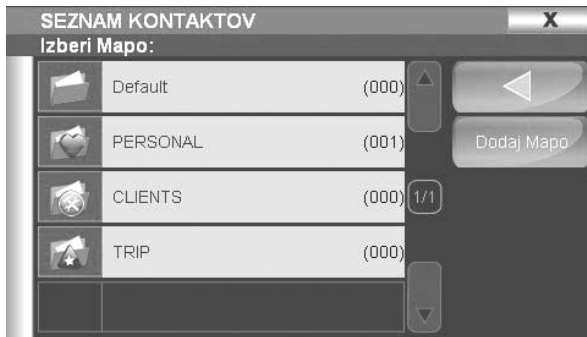 SEZNAM KONTAKTOV X
Izberi Mapo:
Default (000)
PERSONAL (001) Dodaj Mapo
CLIENTS (000) 1/1
TRIP (000)